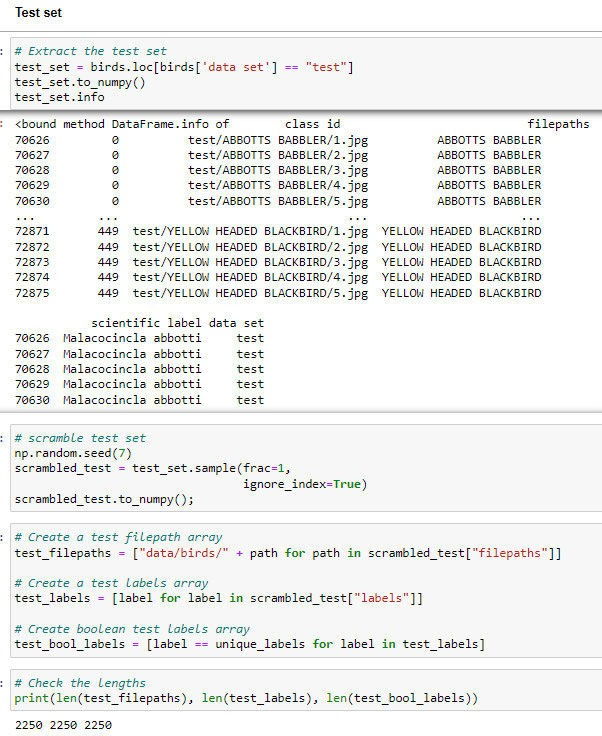 Test set
# Extract the test set
test_set = birds.loc[birds['data set'] == "test"]
test_set.to_numpy()
test_set.info
<bound method DataFrame.info of        class id                           filepaths
70626         0          test/ABBOTTS BABBLER/1.jpg          ABBOTTS BABBLER
70627         0          test/ABBOTTS BABBLER/2.jpg          ABBOTTS BABBLER
70628         0          test/ABBOTTS BABBLER/3.jpg          ABBOTTS BABBLER
70629         0          test/ABBOTTS BABBLER/4.jpg          ABBOTTS BABBLER
70630         0          test/ABBOTTS BABBLER/5.jpg          ABBOTTS BABBLER
...         ...                                 ...                      ...
72871       449  test/YELLOW HEADED BLACKBIRD/1.jpg  YELLOW HEADED BLACKBIRD
72872       449  test/YELLOW HEADED BLACKBIRD/2.jpg  YELLOW HEADED BLACKBIRD
72873       449  test/YELLOW HEADED BLACKBIRD/3.jpg  YELLOW HEADED BLACKBIRD
72874       449  test/YELLOW HEADED BLACKBIRD/4.jpg  YELLOW HEADED BLACKBIRD
72875       449  test/YELLOW HEADED BLACKBIRD/5.jpg  YELLOW HEADED BLACKBIRD
scientific label data set
70626  Malacocincla abbotti     test
70627  Malacocincla abbotti     test
70628  Malacocincla abbotti     test
70629  Malacocincla abbotti     test
70630  Malacocincla abbotti     test
# scramble test set
np.random.seed(7)
scrambled_test = test_set.sample(frac=1,
ignore_index=True)
scrambled_test.to_numpy();
# Create a test filepath array
test_filepaths = ["data/birds/" + path for path in scrambled_test["filepaths"]]
# Create a test labels array
test_labels = [label for label in scrambled_test["labels"]]
# Create boolean test labels array
test_bool_labels = [label == unique_labels for label in test_labels]
# Check the lengths
print(len(test_filepaths), len(test_labels), len(test_bool_labels))
2250 2250 2250